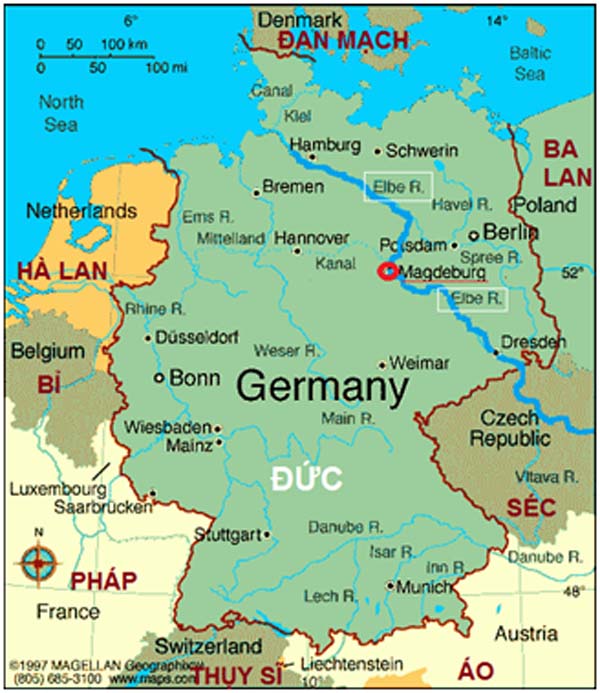 6°
14°
Denmark
ĐAN MẠCH
0 50 100 km
0 50 100 mi
Baltic
Sea
North
Sea
Canal
Kiel
Hamburg
Schwerin
BA
LAN
Poland
Elbe R.
Bremen
Havel R.
Netherlands
Ems R.
Mittelland
Hannover
Kanal
Potsdam
Berlin
Spree R.
HÀ LAN
Magdeburg
52°
Elbe R.
Rhine R.
Düsseldorf
Dresden
Belgium
BỈ
Weser R.
Weimar
Bonn
Germany
Czech
Republic
Main R.
Wiesbaden
Mainz
Vltava R.
ĐỨC
SÉC
Luxembourg
Saarbrücken
Stuttgart
Danube R.
Isar R.
Inn R.
Danube R.
N
PHÁP
Lech R.
Munich
48°
France
Switzerland
Austria
Liechtenstein
©1997 MAGELLAN Geographix
(805) 685-3100 www.maps.com
THỤY SĨ
10°
ÁO